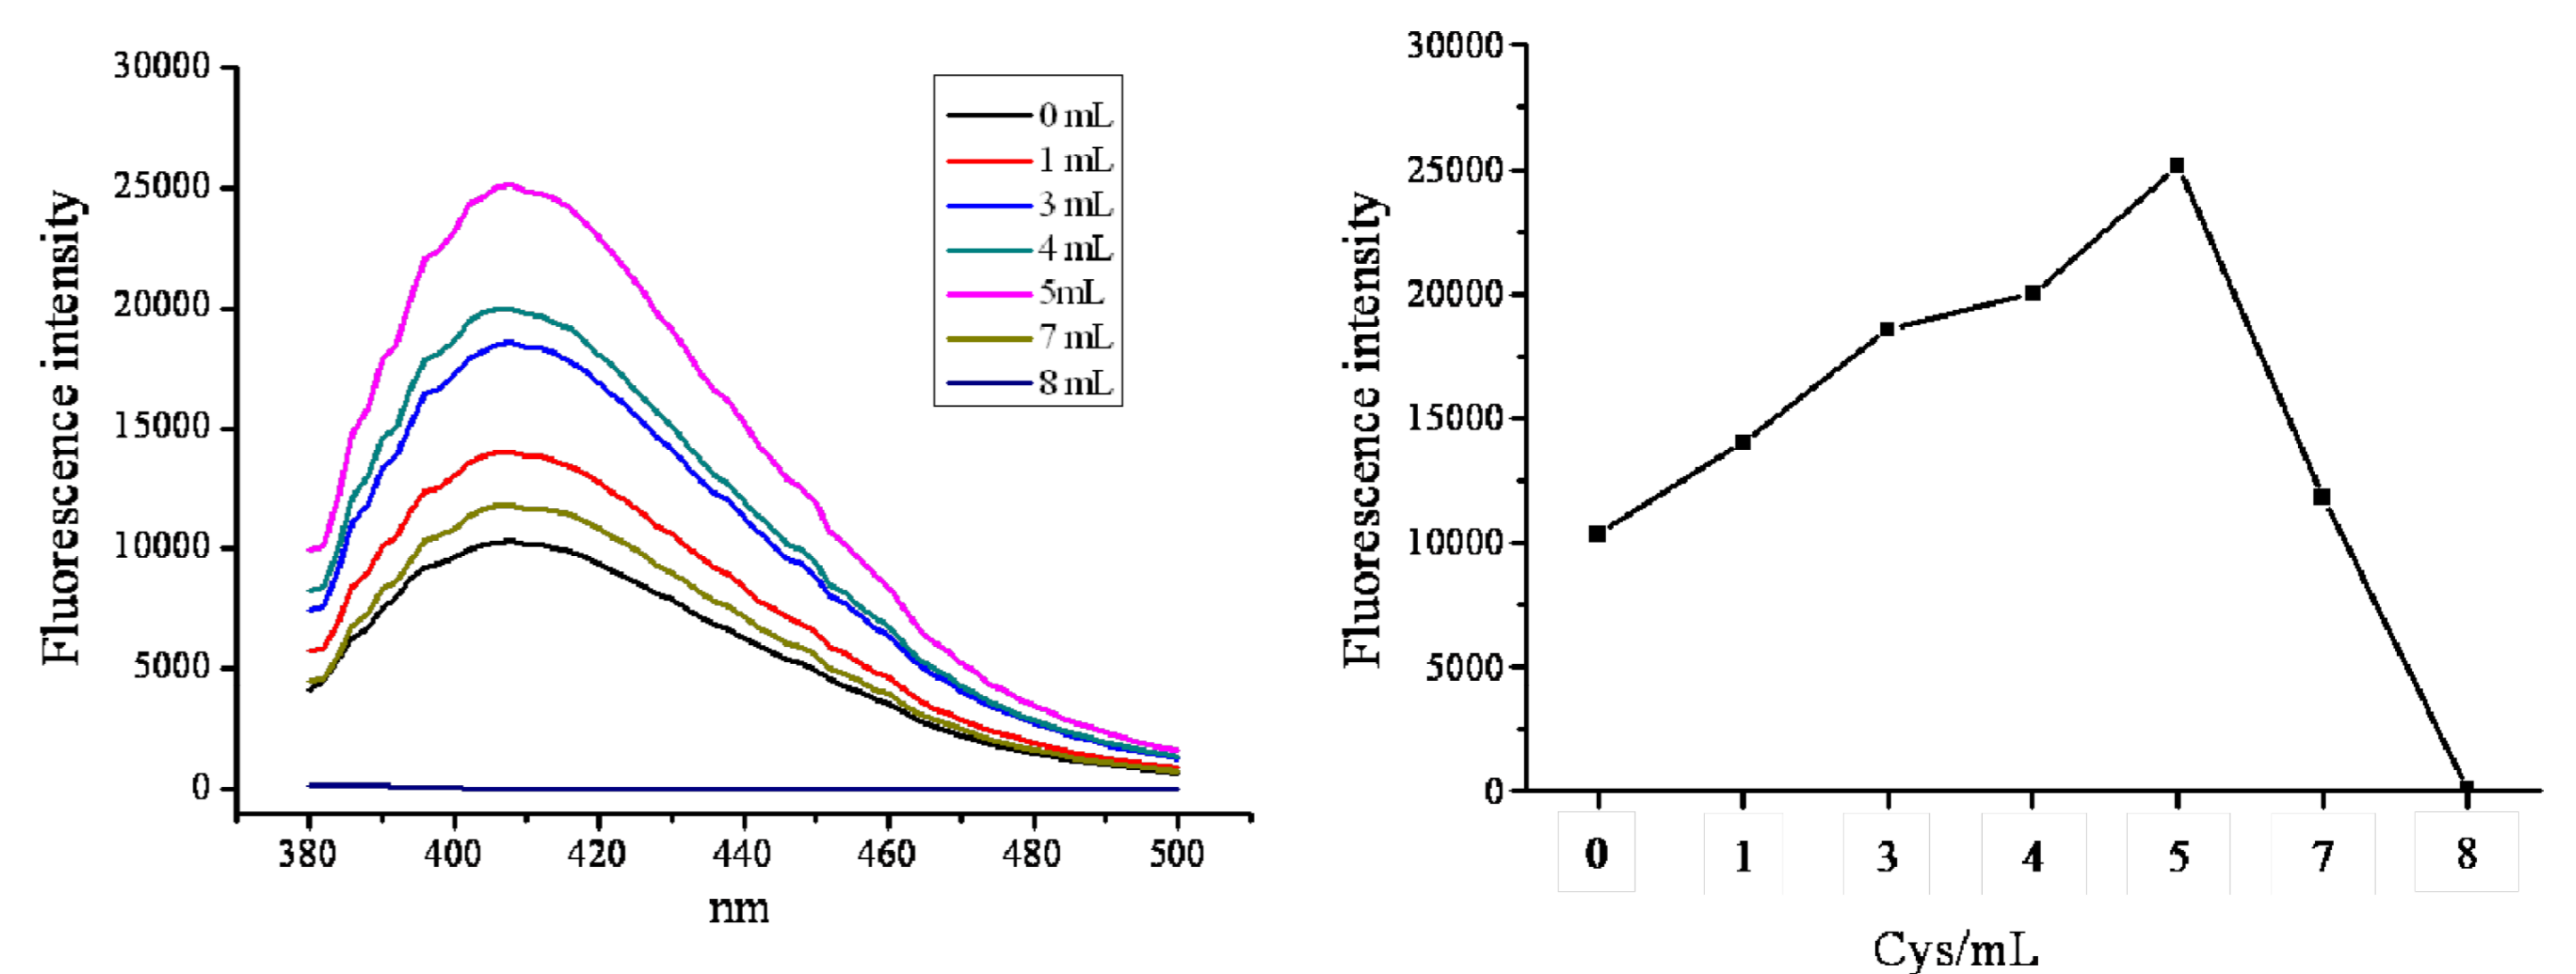 Fluorescence intensity
30000
25000
20000
15000
10000
5000
0
380 400 420 440 460 480 500
nm
0 mL
1 mL
3 mL
4 mL
5mL
7 mL
8 mL
Fluorescence intensity
30000
25000
20000
15000
10000
5000
0
0 1 3 4 5 7 8
Cys/mL